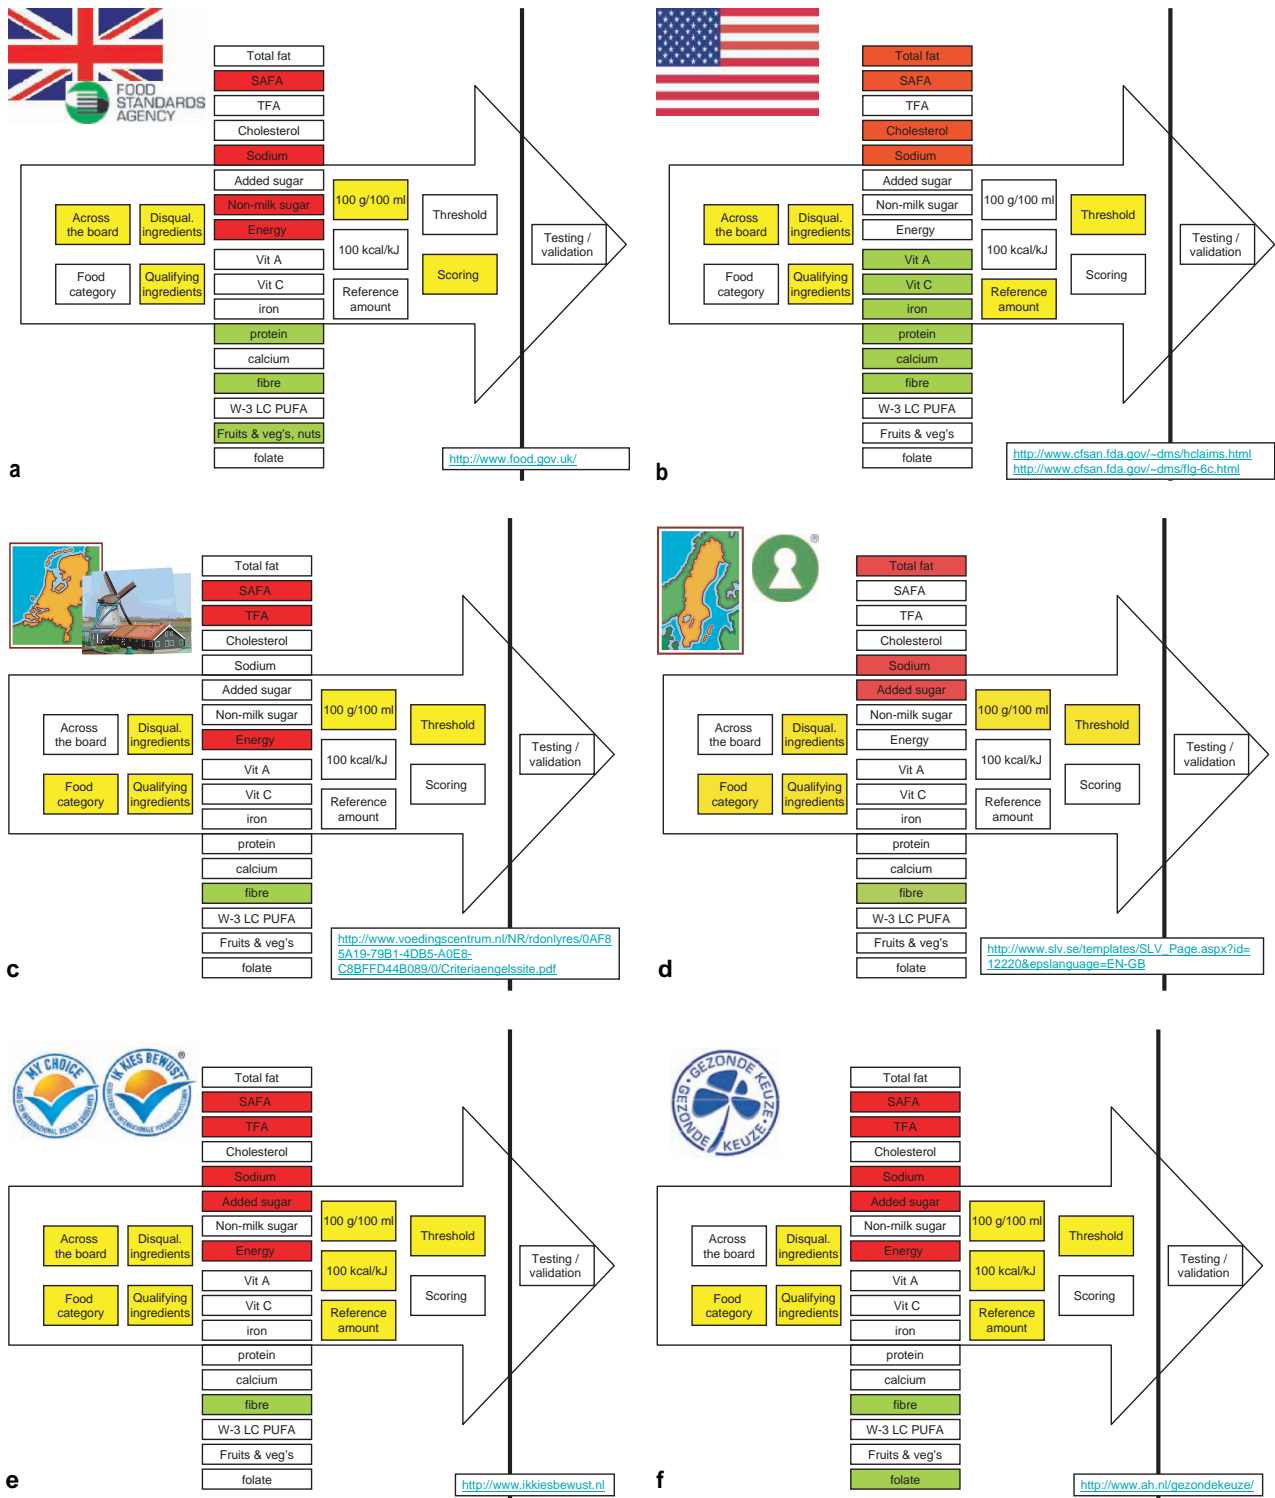 FOOD
STANDARDS
AGENCY
Total fat
SAFA
TFA
Cholesterol
Sodium
Added sugar
Non-milk sugar
Energy
Vit A
Vit C
iron
protein
calcium
fibre
W-3 LC PUFA
Fruits & veg's, nuts
folate
Across
the board
Disqual.
ingredients
Food
category
Qualifying
ingredients
100 g/100 ml
100 kcal/kJ
Reference
amount
Threshold
Scoring
Testing /
validation
http://www.food.gov.uk/
a
Total fat
SAFA
TFA
Cholesterol
Sodium
Added sugar
Non-milk sugar
Energy
Vit A
Vit C
iron
protein
calcium
fibre
W-3 LC PUFA
Fruits & veg's
folate
Across
the board
Disqual.
ingredients
Food
category
Qualifying
ingredients
100 g/100 ml
100 kcal/kJ
Reference
amount
Threshold
Scoring
Testing /
validation
http://www.cfsan.fda.gov/~dms/hclaims.html
http://www.cfsan.fda.gov/~dms/flg-6c.html
b
Total fat
SAFA
TFA
Cholesterol
Sodium
Added sugar
Non-milk sugar
Energy
Vit A
Vit C
iron
protein
calcium
fibre
W-3 LC PUFA
Fruits & veg's
folate
Across
the board
Disqual.
ingredients
Food
category
Qualifying
ingredients
100 g/100 ml
100 kcal/kJ
Reference
amount
Threshold
Scoring
Testing /
validation
http://www.voedingscentrum.nl/NR/rdonlyres/0AF8
5A19-79B1-4DB5-A0E8-
C8BFFD44B089/0/Criteriaengelssite.pdf
c
®
Total fat
SAFA
TFA
Cholesterol
Sodium
Added sugar
Non-milk sugar
Energy
Vit A
Vit C
iron
protein
calcium
fibre
W-3 LC PUFA
Fruits & veg's
folate
Across
the board
Disqual.
ingredients
Food
category
Qualifying
ingredients
100 g/100 ml
100 kcal/kJ
Reference
amount
Threshold
Scoring
Testing /
validation
http://www.slv.se/templates/SLV_Page.aspx?id=
12220&epslanguage=EN-GB
d
MY CHOICE
IK KIES BEWUST
®
Total fat
SAFA
TFA
Cholesterol
Sodium
Added sugar
Non-milk sugar
Energy
Vit A
Vit C
iron
protein
calcium
fibre
W-3 LC PUFA
Fruits & veg's
folate
Across
the board
Disqual.
ingredients
Food
category
Qualifying
ingredients
100 g/100 ml
100 kcal/kJ
Reference
amount
Threshold
Scoring
Testing /
validation
http://www.ikkiesbewust.nl
e
GEZONDE KEUZE
GEZONDE KEUZE
Total fat
SAFA
TFA
Cholesterol
Sodium
Added sugar
Non-milk sugar
Energy
Vit A
Vit C
iron
protein
calcium
fibre
W-3 LC PUFA
Fruits & veg's
folate
Across
the board
Disqual.
ingredients
Food
category
Qualifying
ingredients
100 g/100 ml
100 kcal/kJ
Reference
amount
Threshold
Scoring
Testing /
validation
http://www.ah.nl/gezondekeuze/
f